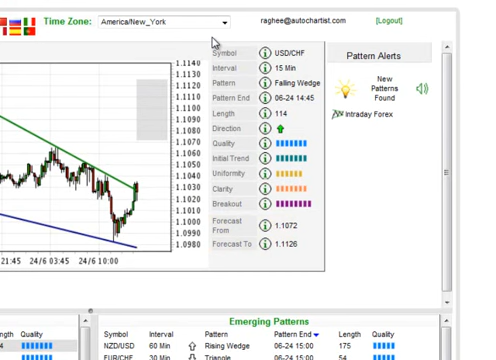 Time Zone: America/New_York raghee@autochartist.com [Logout]
Symbol USD/CHF
Interval 15 Min
Pattern Falling Wedge
Pattern End 06-24 14:45
Length 114
Direction
Quality
Initial Trend
Uniformity
Clarity
Breakout
Forecast From 1.1072
Forecast To 1.1126
Pattern Alerts
New Patterns Found
Intraday Forex
1.1140
1.1130
1.1120
1.1110
1.1100
1.1090
1.1080
1.1070
1.1060
1.1050
1.1040
1.1030
1.1020
1.1010
1.1000
1.0990
1.0980
21:45 24/6 03:45 24/6 10:00
Emerging Patterns
ngth Quality Symbol Interval Pattern Pattern End Length Quality
NZD/USD 60 Min Rising Wedge 06-24 15:00 175
EUR/CHF 30 Min Triangle 06-24 15:00 54